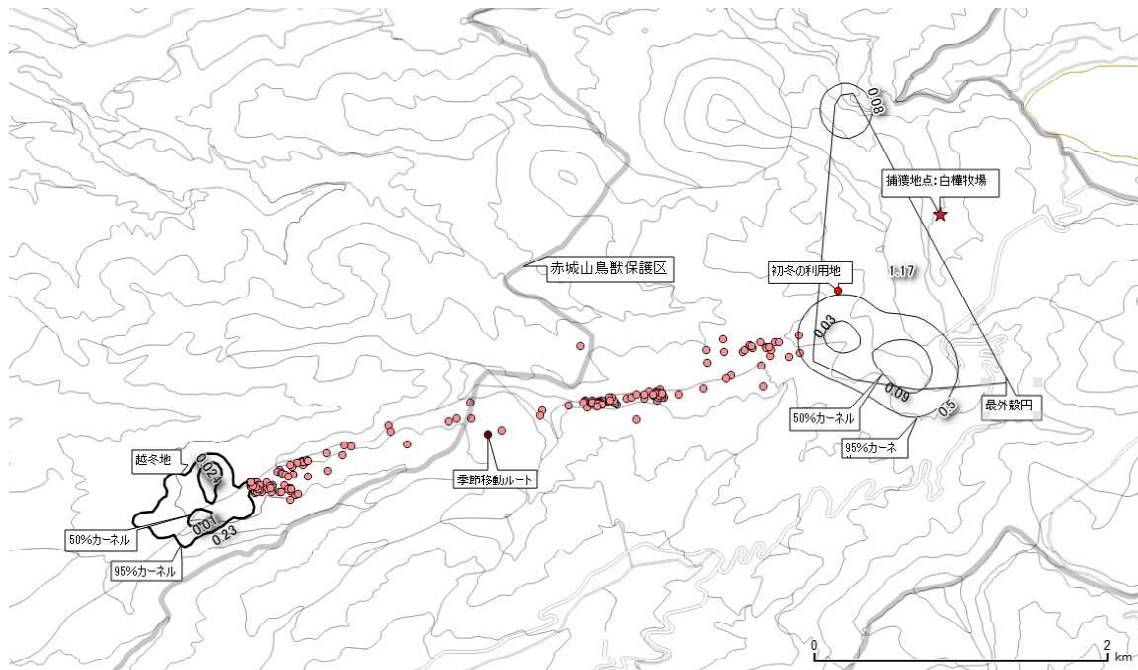 0.08
捕獲地点:白樺牧場
赤城山鳥獣保護区
初冬の利用地
1.17
0.03
0.09
0.5
50%カーネル
95%カーネ
最外殻円
越冬地
0.024
0.01
0.23
50%カーネル
95%カーネル
季節移動ルート
0 2
km